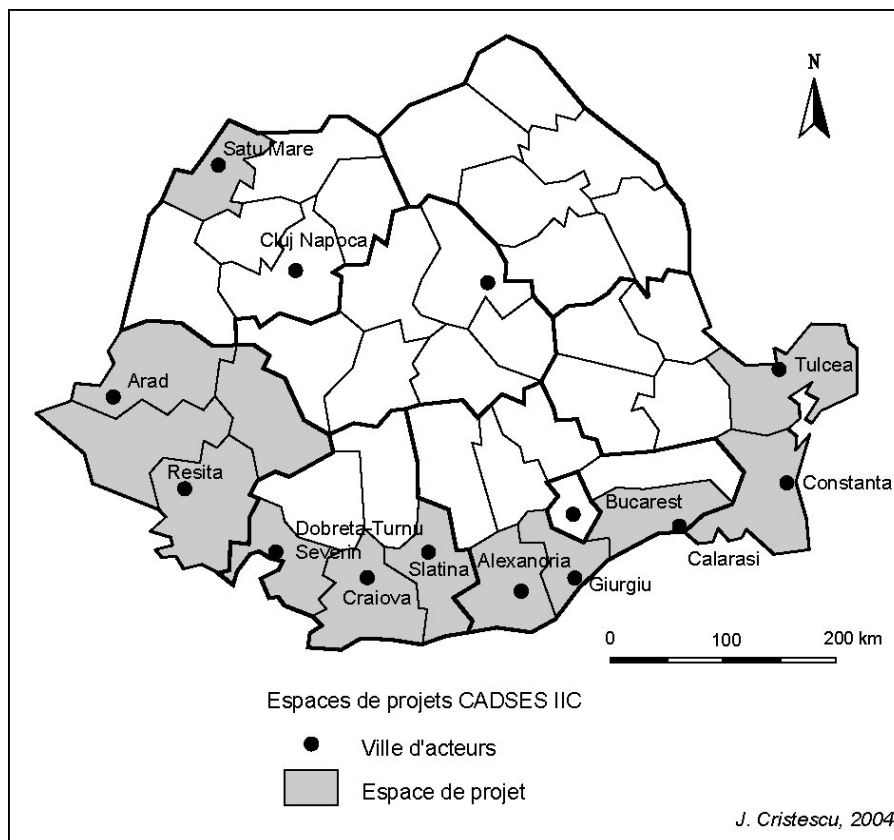 N
Satu Mare
Cluj Napoca
Tulcea
Arad
Resita
Constanta
Bucarest
Dobreta-Turnu
Severin
Slatina
Alexandria
Calarasi
Craiova
Giurgiu
0 100 200 km
Espaces de projets CADSES IIC
Ville d'acteurs
Espace de projet
J. Cristescu, 2004